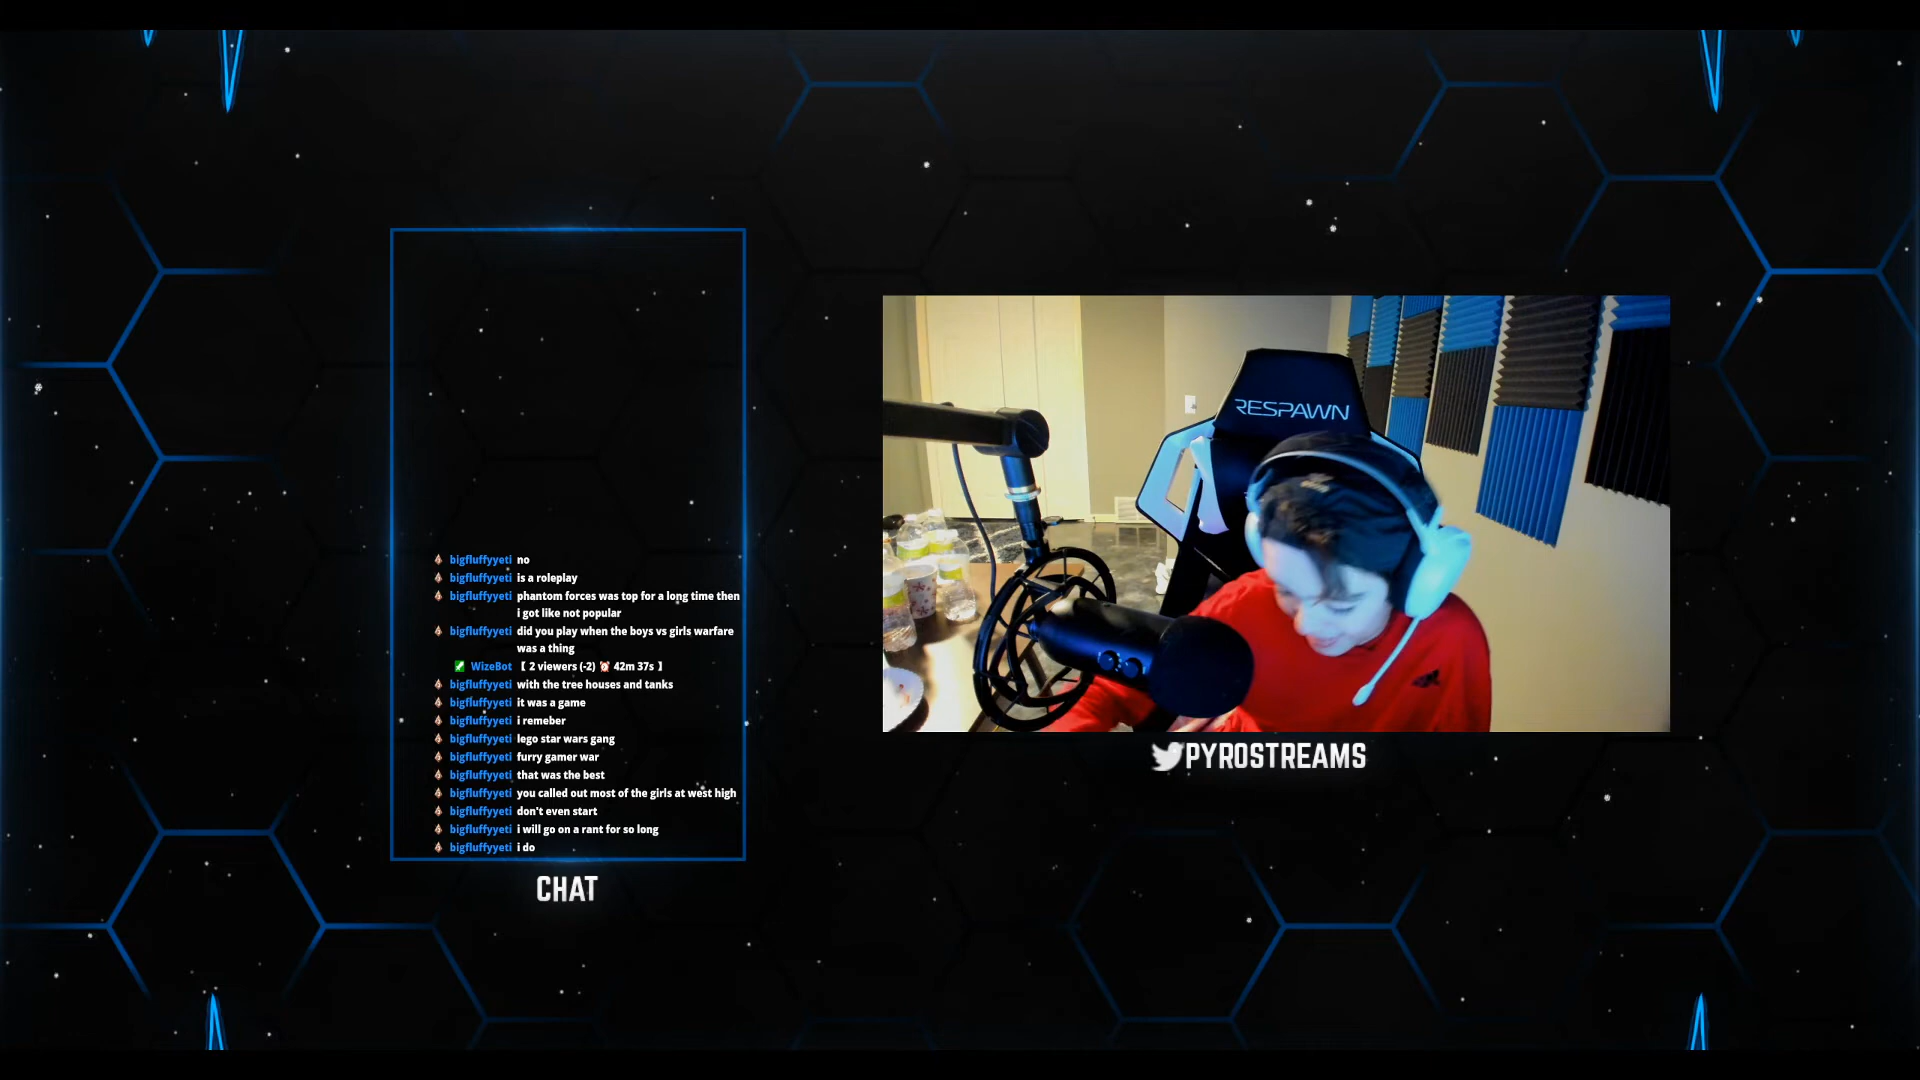 bigfluffyyeti no
bigfluffyyeti is a roleplay
bigfluffyyeti phantom forces was top for a long time then
i got like not popular
bigfluffyyeti did you play when the boys vs girls warfare
was a thing
WizeBot 【 2 viewers (-2) ⏰ 42m 37s 】
bigfluffyyeti with the tree houses and tanks
bigfluffyyeti it was a game
bigfluffyyeti i remeber
bigfluffyyeti lego star wars gang
bigfluffyyeti furry gamer war
bigfluffyyeti that was the best
bigfluffyyeti you called out most of the girls at west high
bigfluffyyeti don't even start
bigfluffyyeti i will go on a rant for so long
bigfluffyyeti i do
CHAT
RESPAWN
PYROSTREAMS